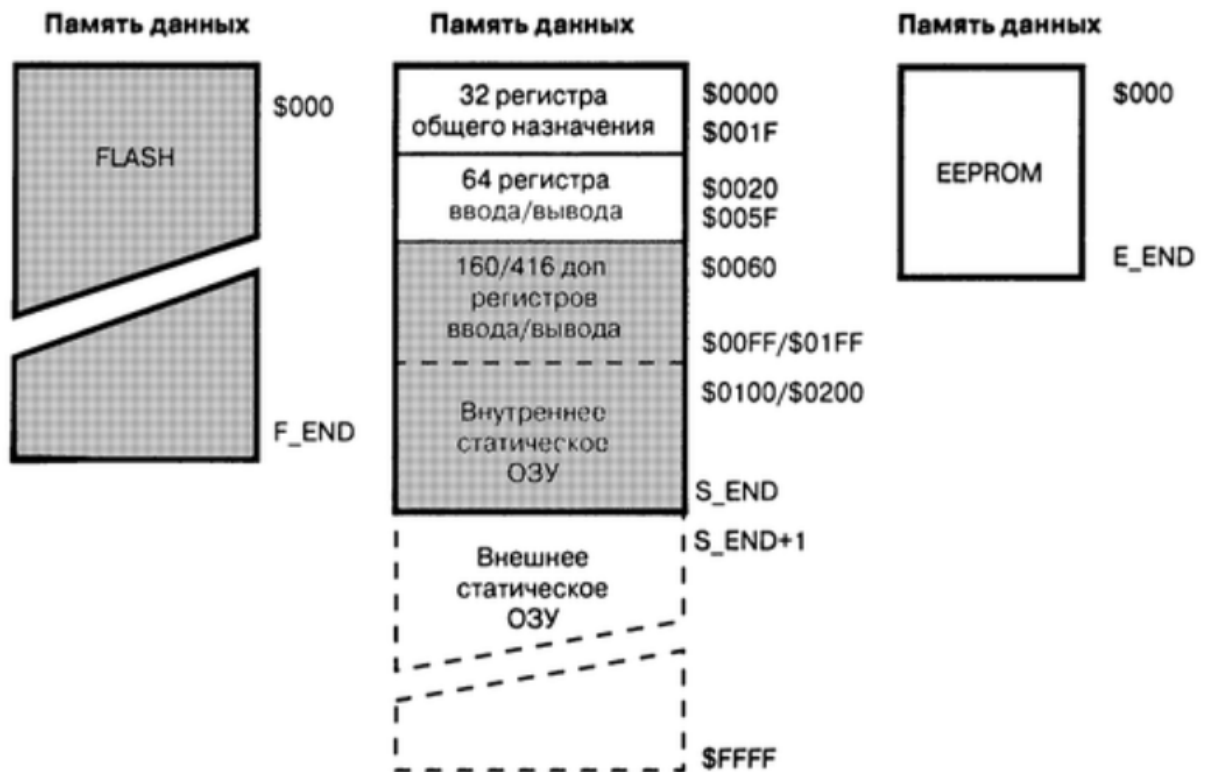 Память данных
$000
FLASH
F_END
Память данных
32 регистра
общего назначения
$0000
$001F
64 регистра
ввода/вывода
$0020
$005F
160/416 доп
регистров
ввода/вывода
$0060
$00FF/$01FF
$0100/$0200
Внутреннее
статическое
ОЗУ
S_END
S_END+1
Внешнее
статическое
ОЗУ
$FFFF
Память данных
$000
EEPROM
E_END